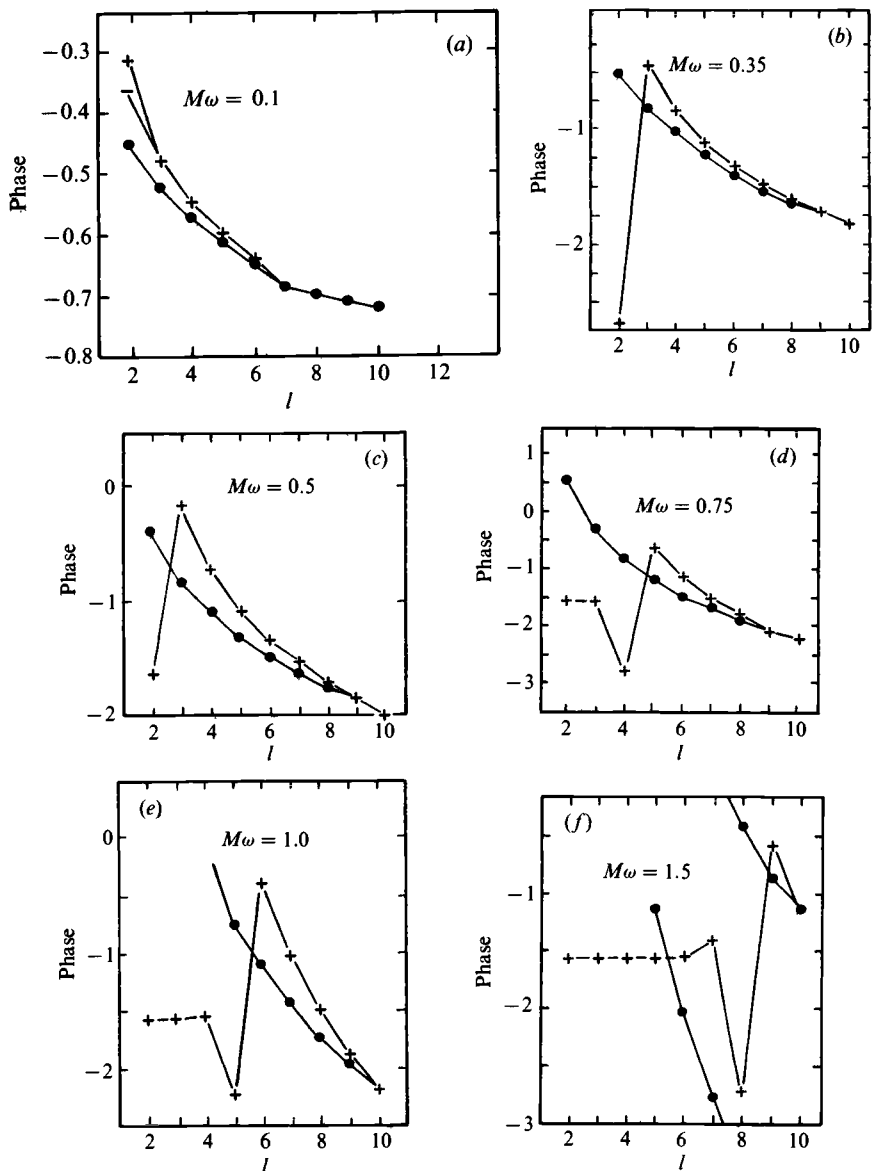 (a)
Mω = 0.1
Phase
−0.3
−0.4
−0.5
−0.6
−0.7
−0.8
2 4 6 8 10 12
l
(b)
Mω = 0.35
Phase
−1
−2
2 4 6 8 10
l
(c)
Mω = 0.5
Phase
0
−1
−2
2 4 6 8 10
l
(d)
Mω = 0.75
Phase
1
0
−1
−2
−3
2 4 6 8 10
l
(e)
Mω = 1.0
Phase
0
−1
−2
2 4 6 8 10
l
(f)
Mω = 1.5
Phase
−1
−2
−3
2 4 6 8 10
l